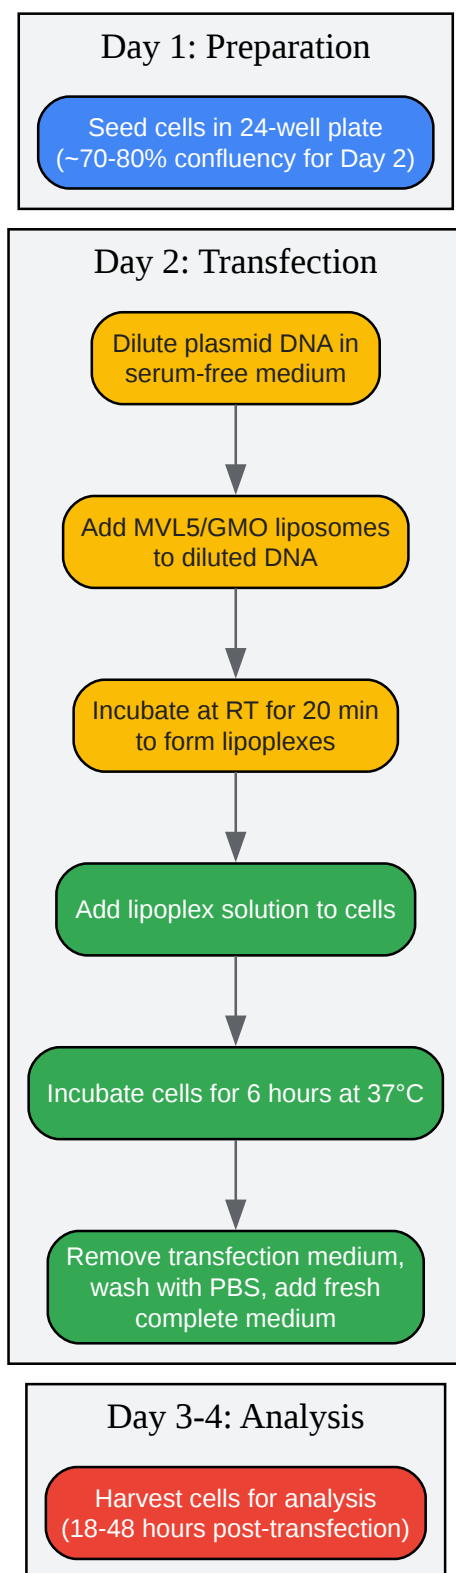 Day 1: Preparation
Seed cells in 24-well plate
(~70-80% confluency for Day 2)
Day 2: Transfection
Dilute plasmid DNA in
serum-free medium
Add MVL5/GMO liposomes
to diluted DNA
Incubate at RT for 20 min
to form lipoplexes
Add lipoplex solution to cells
Incubate cells for 6 hours at 37°C
Remove transfection medium,
wash with PBS, add fresh
complete medium
Day 3-4: Analysis
Harvest cells for analysis
(18-48 hours post-transfection)